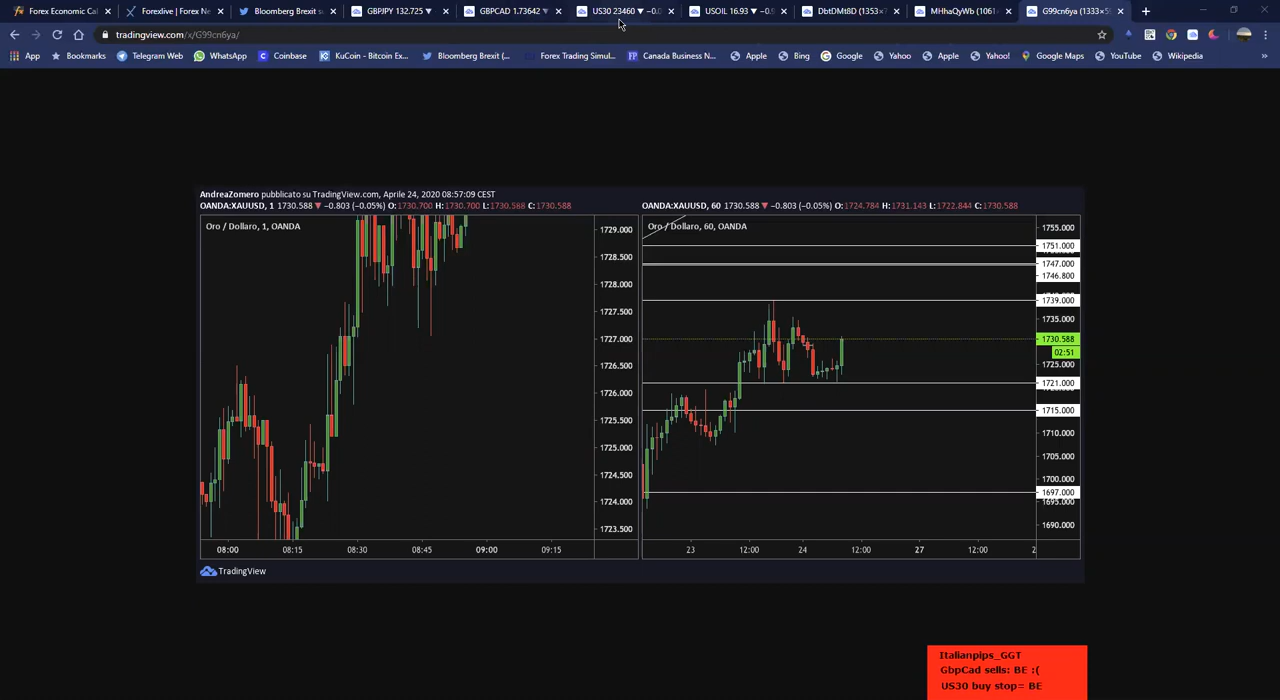 Forex Economic Cal
Forexlive | Forex Ne
Bloomberg Brexit sa
GBPJPY 132.725 ▼
GBPCAD 1.73642 ▼
US30 23460 ▼ −0.0
USOIL 16.93 ▼ −0.
DbtDMt8D (1353×7
MHhaQyWb (1061×
G99cn6ya (1333×5
tradingview.com/x/G99cn6ya/
App
Bookmarks
Telegram Web
WhatsApp
Coinbase
KuCoin - Bitcoin Ex...
Bloomberg Brexit (...
Forex Trading Simul...
Canada Business N...
Apple
Bing
Google
Yahoo
Apple
Yahoo!
Google Maps
YouTube
Wikipedia
AndreaZomero pubblicato su TradingView.com, Aprile 24, 2020 08:57:09 CEST
OANDA:XAUUSD, 1 1730.588 ▼ −0.803 (−0.05%) O:1730.700 H:1730.700 L:1730.588 C:1730.588
Oro / Dollaro, 1, OANDA
1729.000
1728.500
1727.500
1727.000
1726.000
1725.500
1724.500
1724.000
1723.500
08:00
08:15
08:30
08:45
09:00
09:15
OANDA:XAUUSD, 60 1730.588 ▼ −0.803 (−0.05%) O:1724.784 H:1731.143 L:1722.844 C:1730.588
Oro / Dollaro, 60, OANDA
1755.000
1751.000
1747.000
1746.800
1739.000
1735.000
1730.588
02:51
1725.000
1721.000
1715.000
1710.000
1705.000
1700.000
1697.000
1695.000
1690.000
23
12:00
24
12:00
27
12:00
2
TradingView
Italianpips_GGT
GbpCad sells: BE :(
US30 buy stop= BE